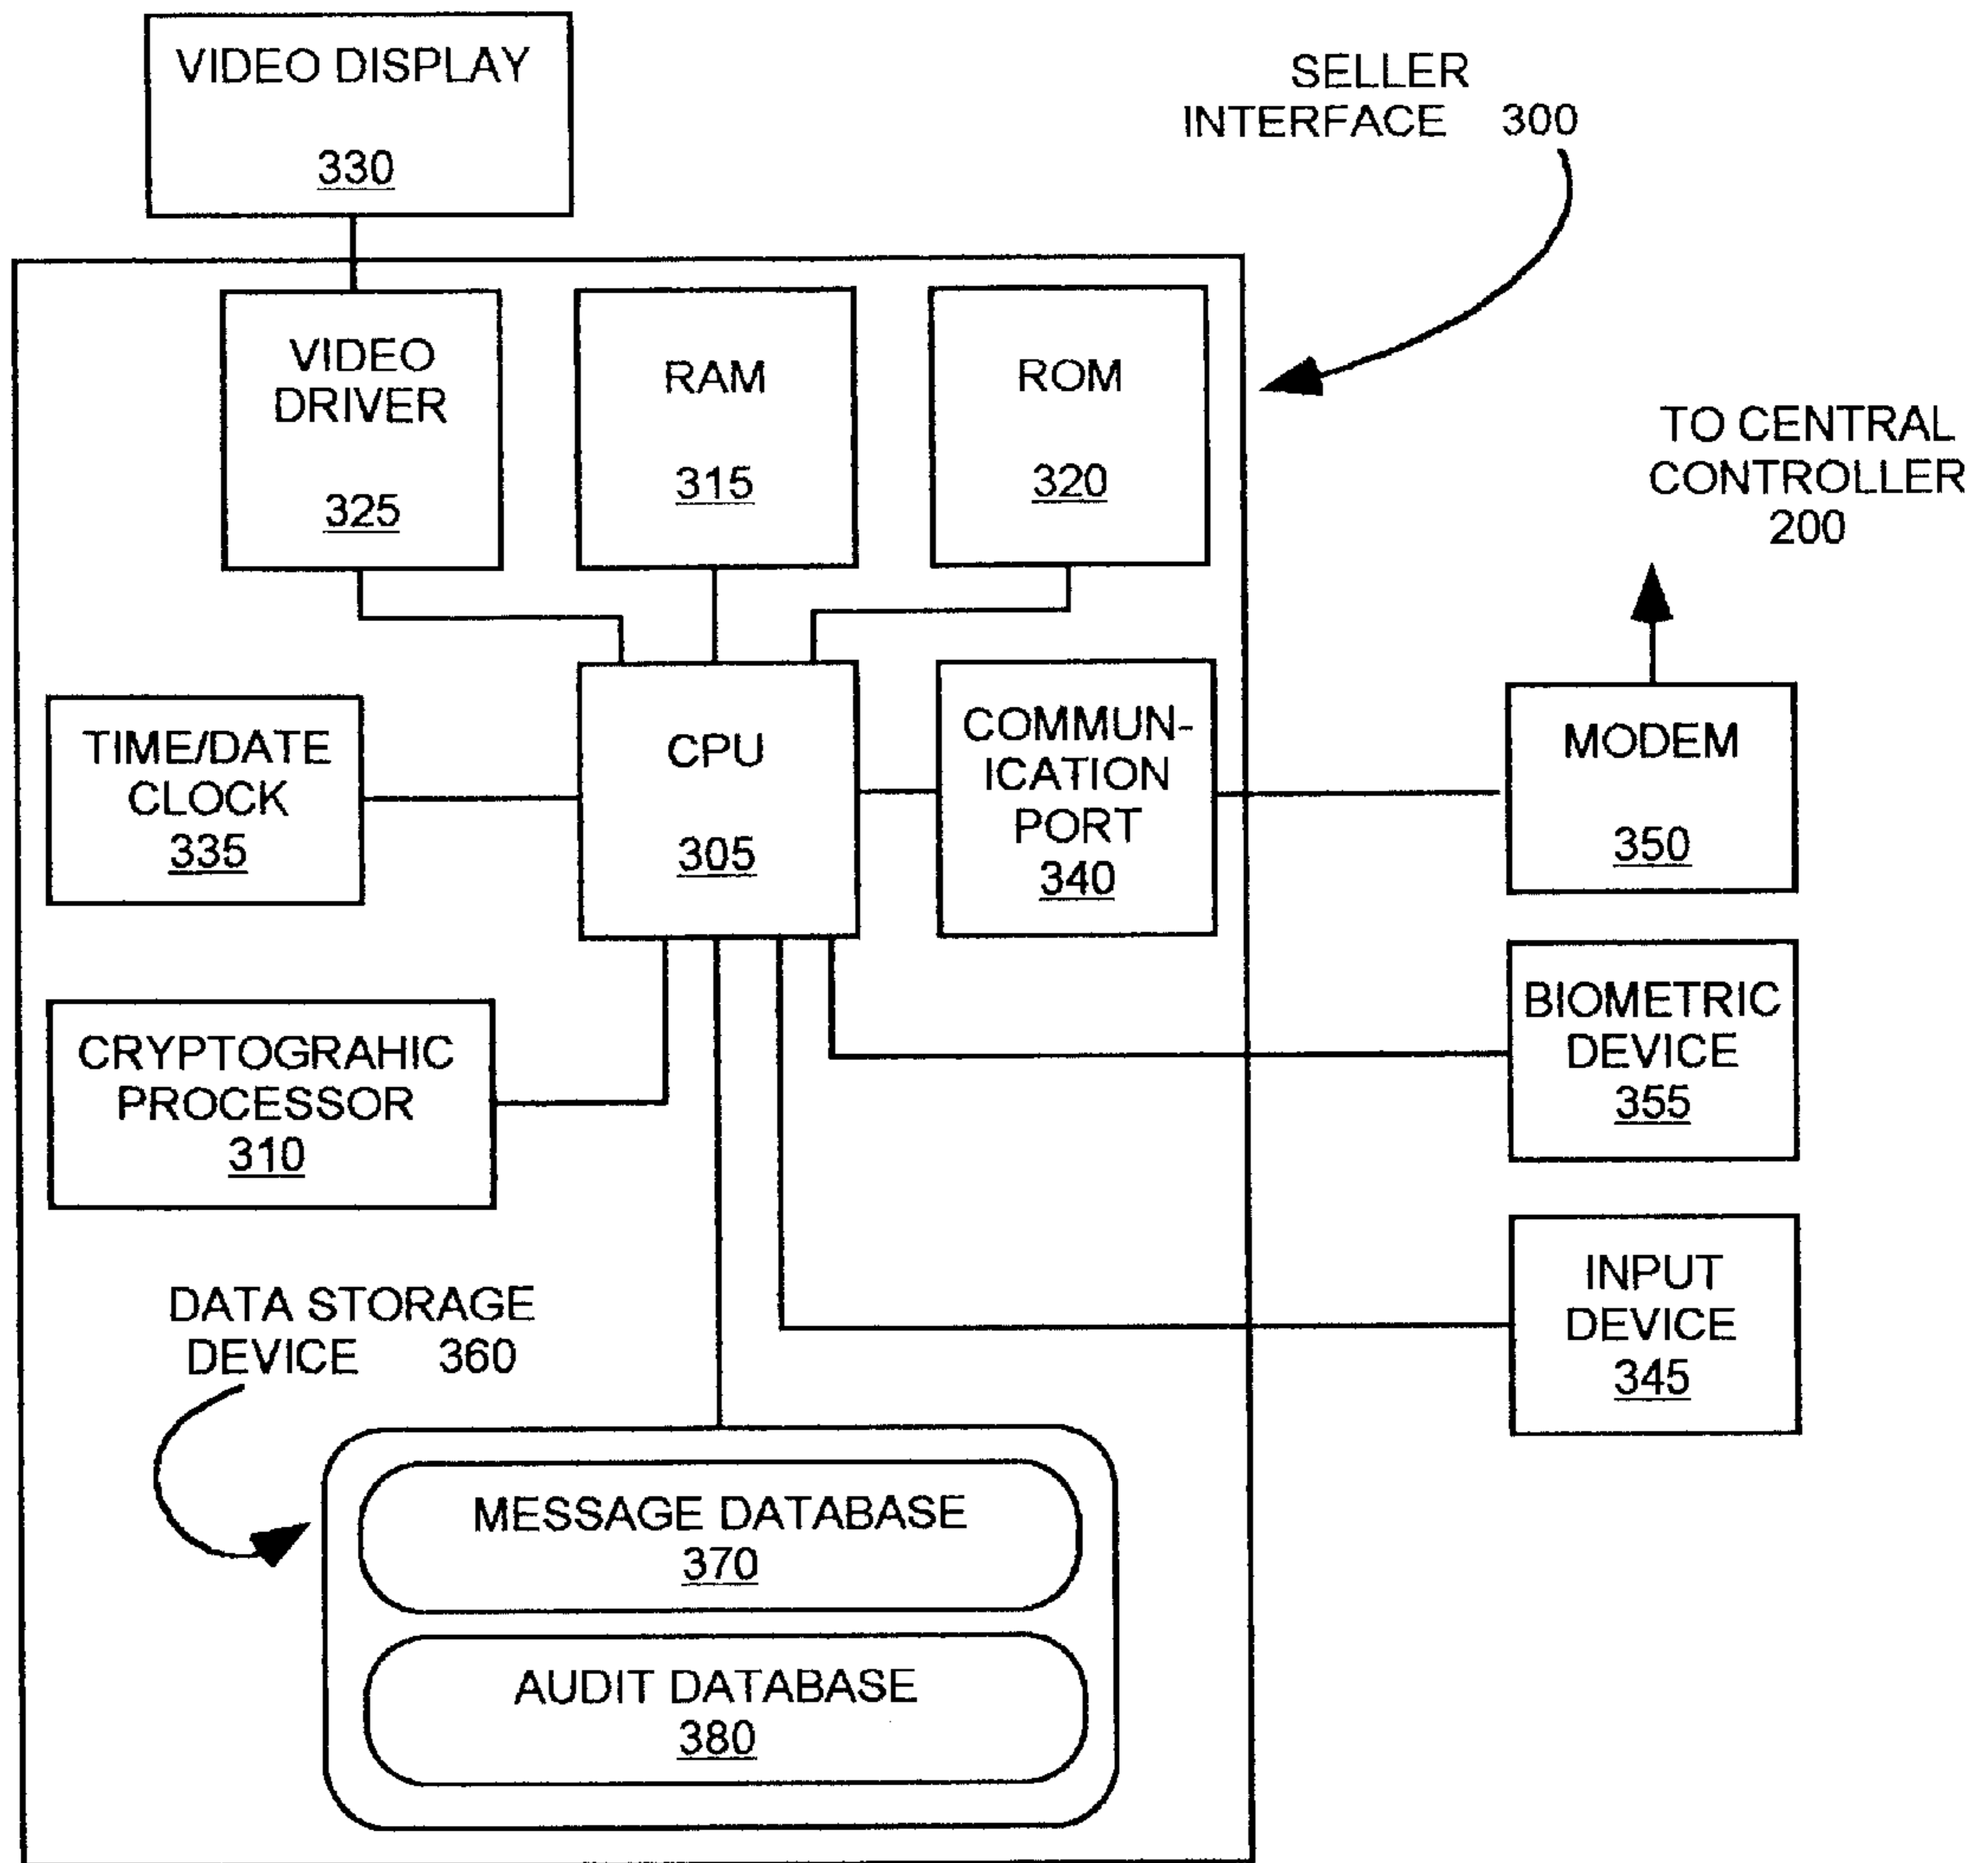 VIDEO DISPLAY
330
SELLER
INTERFACE 300
VIDEO
DRIVER
325
RAM
315
ROM
320
TO CENTRAL
CONTROLLER
200
TIME/DATE
CLOCK
335
CPU
305
COMMUN-
ICATION
PORT
340
MODEM
350
BIOMETRIC
DEVICE
355
CRYPTOGRAHIC
PROCESSOR
310
INPUT
DEVICE
345
DATA STORAGE
DEVICE 360
MESSAGE DATABASE
370
AUDIT DATABASE
380